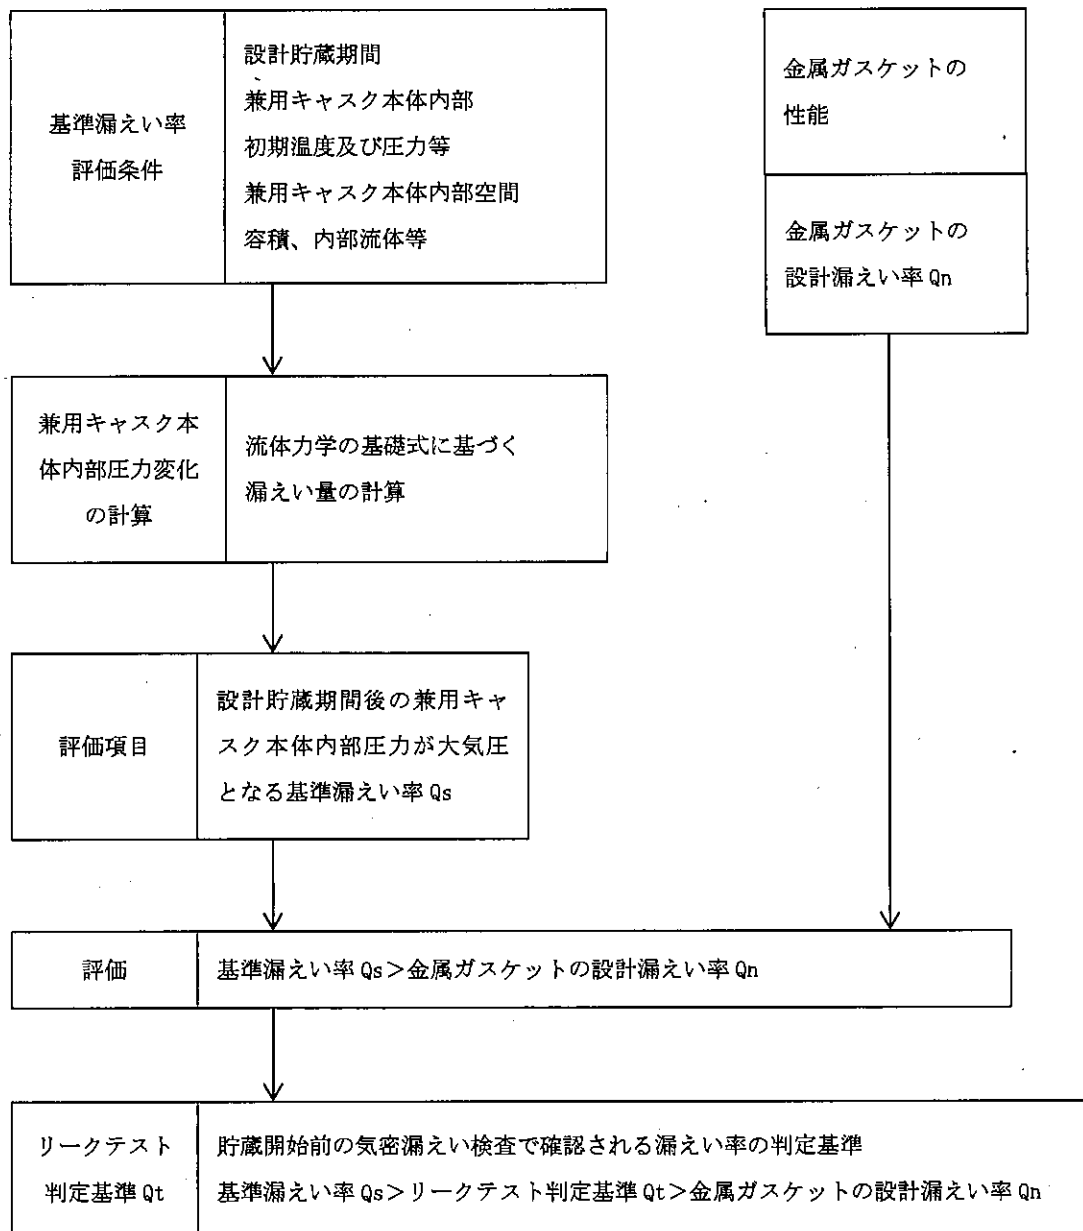 基準漏えい率
評価条件
設計貯蔵期間
兼用キャスク本体内部
初期温度及び圧力等
兼用キャスク本体内部空間
容積、内部流体等
金属ガスケットの
性能
金属ガスケットの
設計漏えい率 Qn
兼用キャスク本
体内部圧力変化
の計算
流体力学の基礎式に基づく
漏えい量の計算
評価項目
設計貯蔵期間後の兼用キャ
スク本体内部圧力が大気圧
となる基準漏えい率 Qs
評価
基準漏えい率 Qs>金属ガスケットの設計漏えい率 Qn
リークテスト
判定基準 Qt
貯蔵開始前の気密漏えい検査で確認される漏えい率の判定基準
基準漏えい率 Qs>リークテスト判定基準 Qt>金属ガスケットの設計漏えい率 Qn